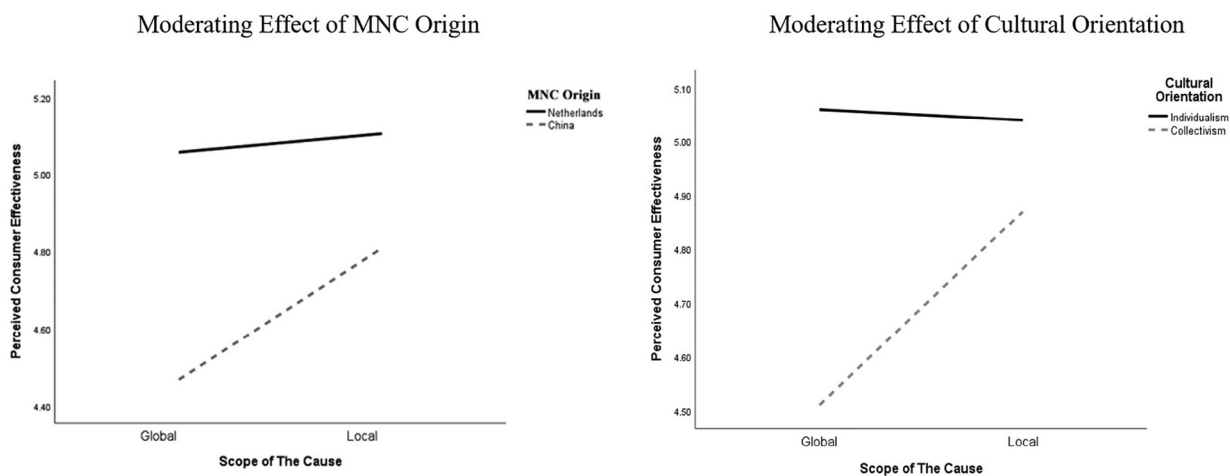 Moderating Effect of MNC Origin
5.20
5.00
4.80
4.60
4.40
Perceived Consumer Effectiveness
Global
Local
Scope of The Cause
MNC Origin
Netherlands
China
Moderating Effect of Cultural Orientation
5.10
5.00
4.90
4.80
4.70
4.60
4.50
Perceived Consumer Effectiveness
Global
Local
Scope of The Cause
Cultural
Orientation
Individualism
Collectivism